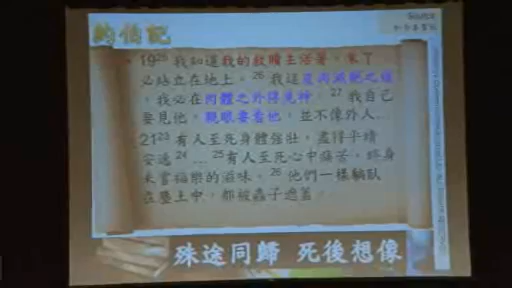 約伯記
19 25 我知道我的救贖主活著，末了
必站立在地上。26 我這皮肉滅絕之後
，我必在肉體之外得見神。27 我自己
要見他，親眼要看他，並不像外人。
21 23 有人至死身體強壯，盡得平靖
安逸 24 … 25 有人至死心中痛苦，終身
未嘗福樂的滋味。26 他們一樣躺臥
在塵土中，都被蟲子遮蓋。
殊途同歸 死後想像